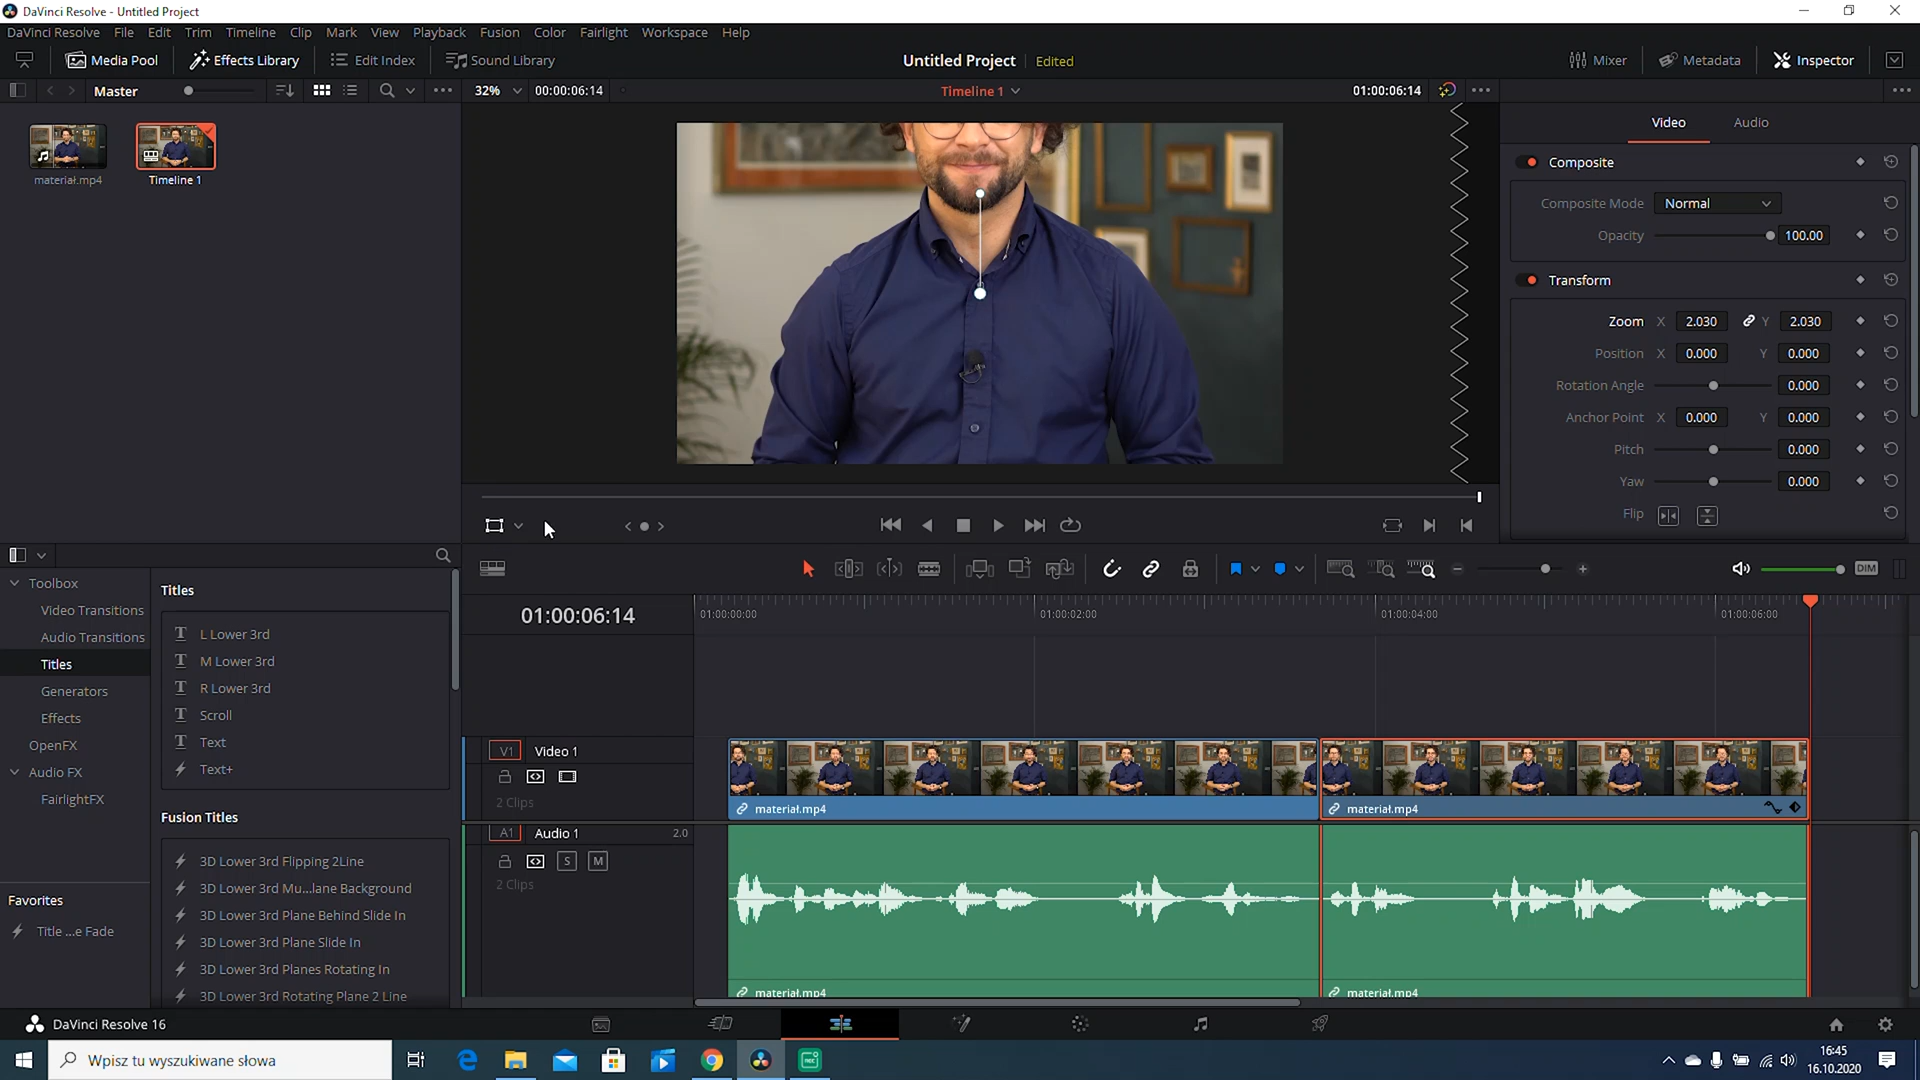 DaVinci Resolve - Untitled Project
DaVinci Resolve File Edit Trim Timeline Clip Mark View Playback Fusion Color Fairlight Workspace Help
Media Pool Effects Library Edit Index Sound Library Untitled Project Edited Mixer Metadata Inspector
Master 32% 00:00:06:14 Timeline 1 01:00:06:14
materiał.mp4 Timeline 1
Video Audio
Composite
Composite Mode Normal
Opacity 100.00
Transform
Zoom X 2.030 Y 2.030
Position X 0.000 Y 0.000
Rotation Angle 0.000
Anchor Point X 0.000 Y 0.000
Pitch 0.000
Yaw 0.000
Flip
Toolbox
Video Transitions
Audio Transitions
Titles
Generators
Effects
OpenFX
Audio FX
FairlightFX
Favorites
Title ...e Fade
Titles
L Lower 3rd
M Lower 3rd
R Lower 3rd
Scroll
Text
Text+
Fusion Titles
3D Lower 3rd Flipping 2Line
3D Lower 3rd Mu...lane Background
3D Lower 3rd Plane Behind Slide In
3D Lower 3rd Plane Slide In
3D Lower 3rd Planes Rotating In
3D Lower 3rd Rotating Plane 2 Line
DIM
01:00:06:14 01:00:00:00 01:00:02:00 01:00:04:00 01:00:06:00
V1 Video 1
2 Clips
materiał.mp4 materiał.mp4
A1 Audio 1 2.0
S M
2 Clips
materiał.mp4 materiał.mp4
DaVinci Resolve 16
Wpisz tu wyszukiwane słowa
REC
16:45
16.10.2020